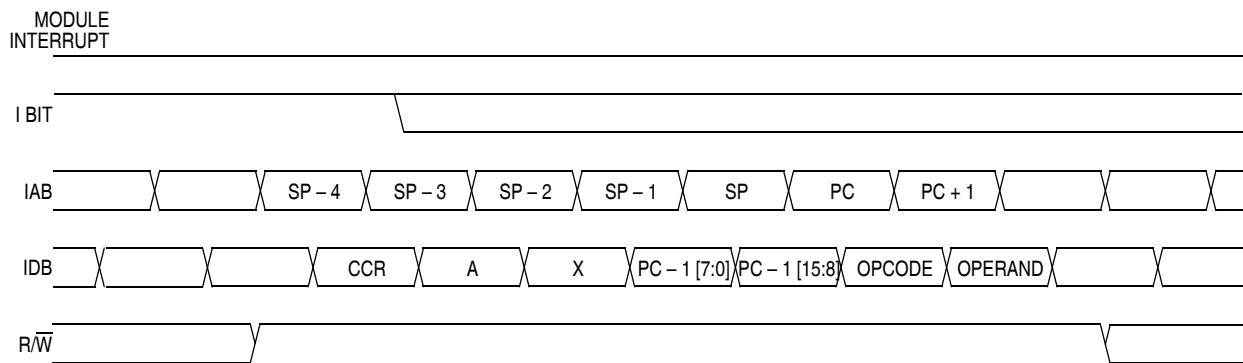 MODULE
INTERRUPT
I BIT
IAB SP – 4 SP – 3 SP – 2 SP – 1 SP PC PC + 1
IDB CCR A X PC – 1 [7:0] PC – 1 [15:8] OPCODE OPERAND
R/W̅